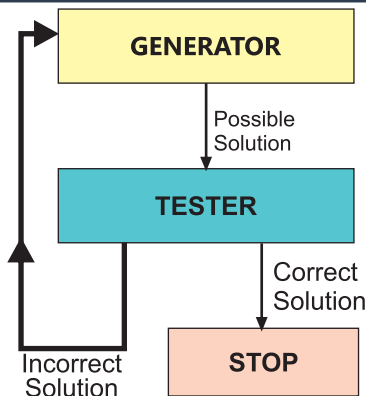 GENERATOR
Possible
Solution
TESTER
Correct
Solution
Incorrect
Solution
STOP